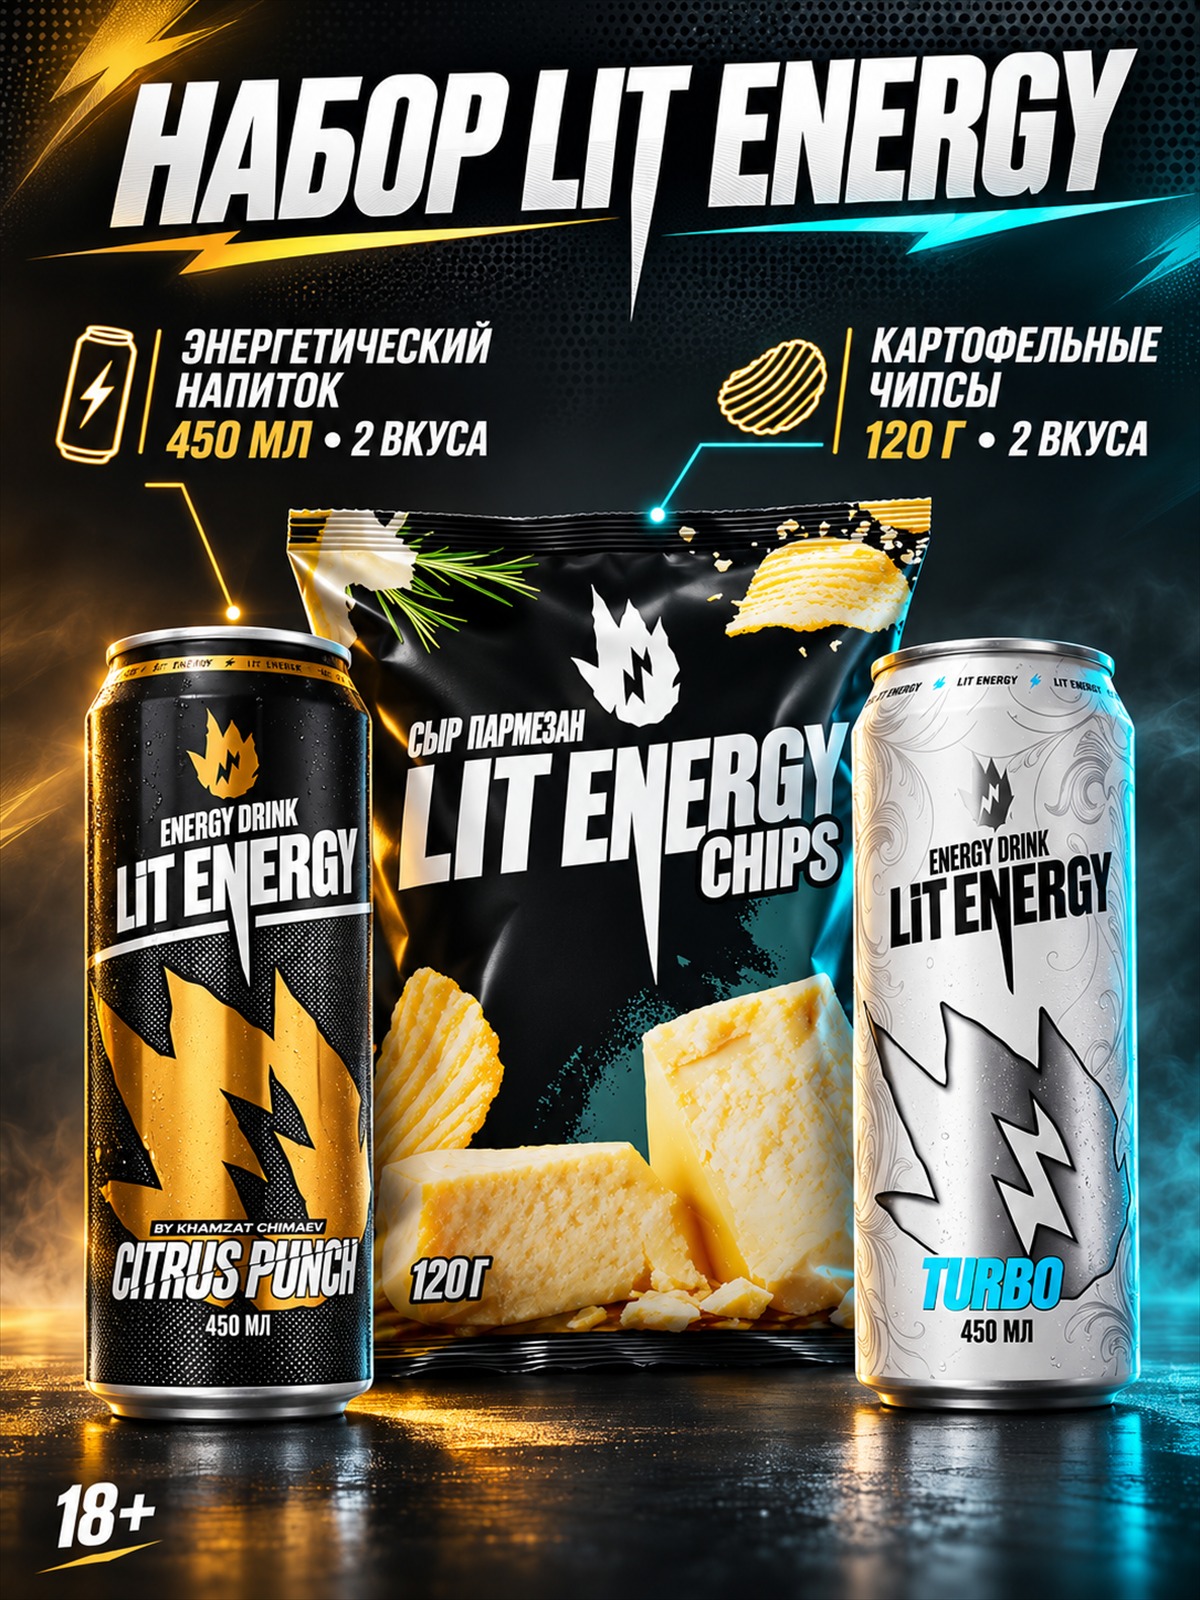 НАБОР LIT ENERGY
ЭНЕРГЕТИЧЕСКИЙ
НАПИТОК
450 МЛ • 2 ВКУСА
КАРТОФЕЛЬНЫЕ
ЧИПСЫ
120 Г • 2 ВКУСА
СЫР ПАРМЕЗАН
LIT ENERGY
CHIPS
120Г
ENERGY DRINK
LIT ENERGY
BY KHAMZAT CHIMAEV
CITRUS PUNCH
450 МЛ
LIT ENERGY LIT ENERGY
ENERGY DRINK
LIT ENERGY
TURBO
450 МЛ
18+